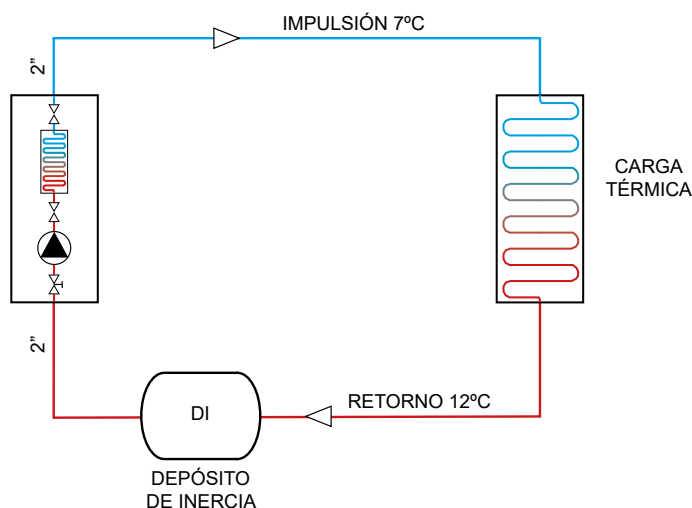 IMPULSIÓN 7ºC
2”
CARGA
TÉRMICA
2”
RETORNO 12ºC
DI
DEPÓSITO
DE INERCIA